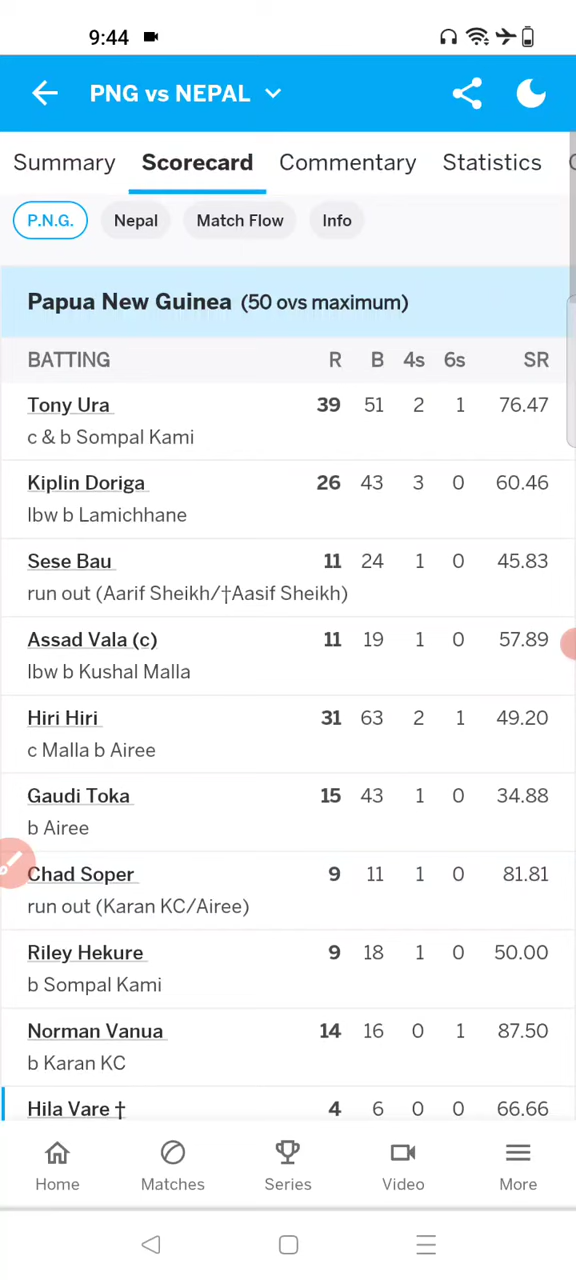 9:44
PNG vs NEPAL
Summary Scorecard Commentary Statistics
P.N.G. Nepal Match Flow Info
Papua New Guinea (50 ovs maximum)
BATTING R B 4s 6s SR
Tony Ura 39 51 2 1 76.47
c & b Sompal Kami
Kiplin Doriga 26 43 3 0 60.46
lbw b Lamichhane
Sese Bau 11 24 1 0 45.83
run out (Aarif Sheikh/†Aasif Sheikh)
Assad Vala (c) 11 19 1 0 57.89
lbw b Kushal Malla
Hiri Hiri 31 63 2 1 49.20
c Malla b Airee
Gaudi Toka 15 43 1 0 34.88
b Airee
Chad Soper 9 11 1 0 81.81
run out (Karan KC/Airee)
Riley Hekure 9 18 1 0 50.00
b Sompal Kami
Norman Vanua 14 16 0 1 87.50
b Karan KC
Hila Vare † 4 6 0 0 66.66
Home Matches Series Video More